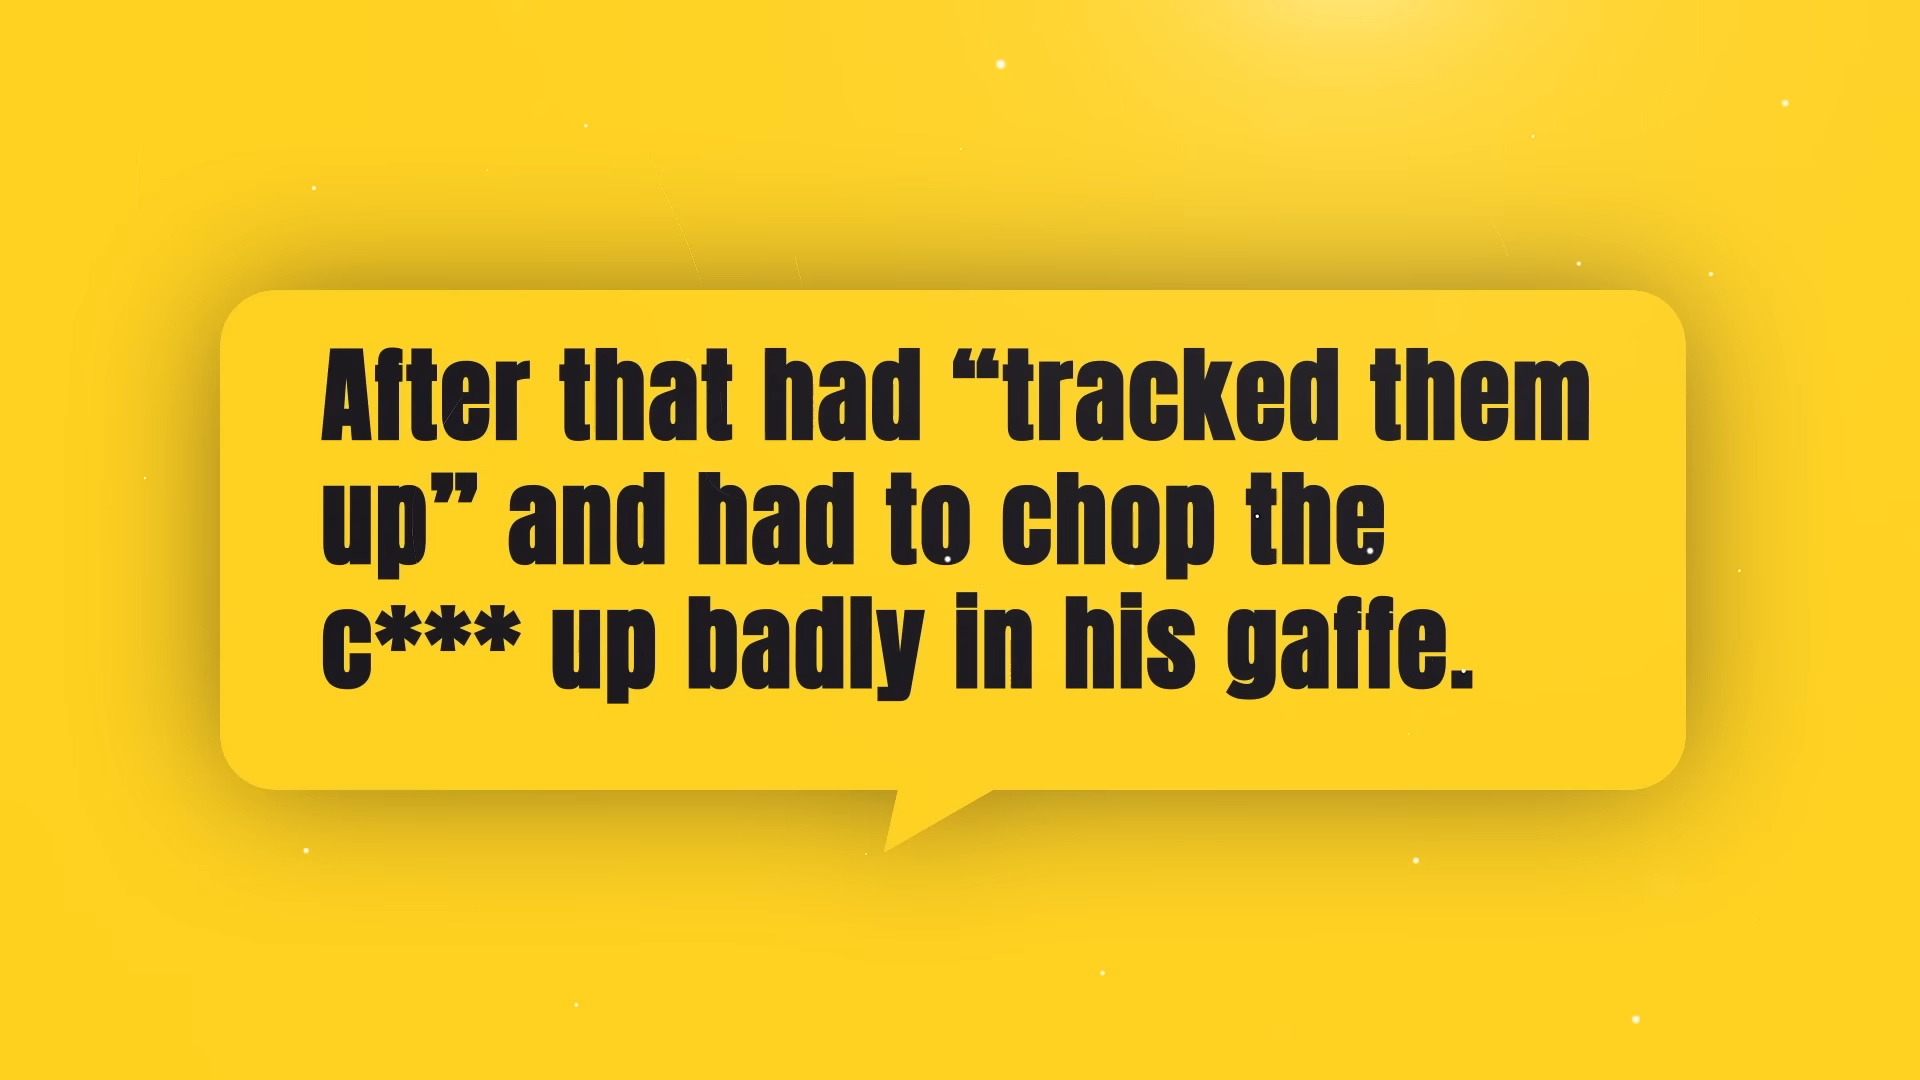 After that had “tracked them
up” and had to chop the
c*** up badly in his gaffe.